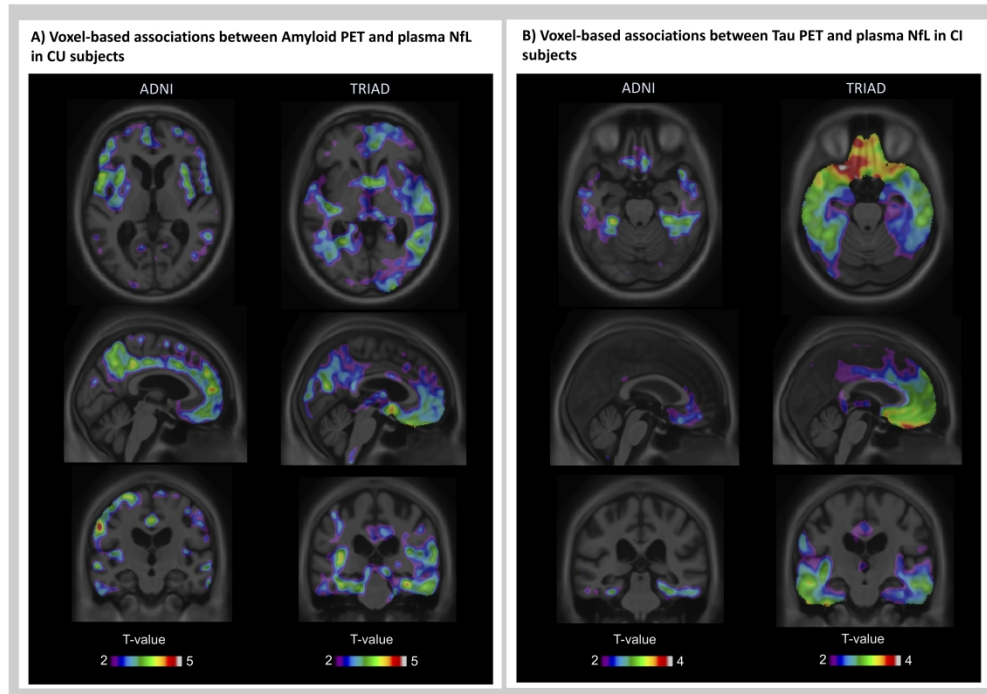 A) Voxel-based associations between Amyloid PET and plasma NfL
in CU subjects
ADNI
TRIAD
T-value
2
5
T-value
2
5
B) Voxel-based associations between Tau PET and plasma NfL in CI
subjects
ADNI
TRIAD
T-value
2
4
T-value
2
4